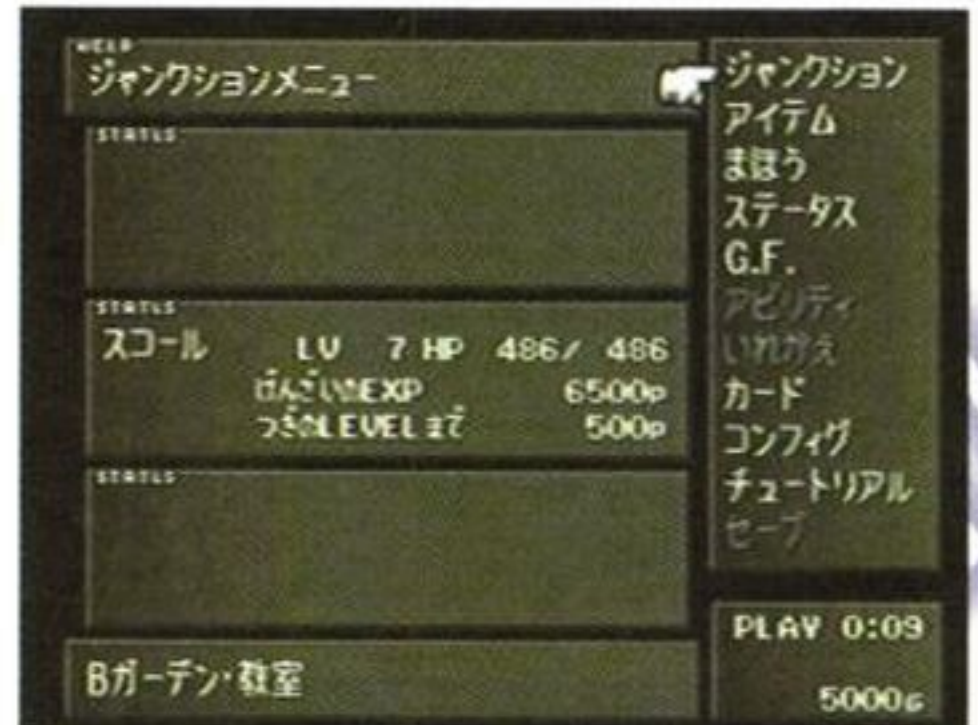 HELP
ジャンクションメニュー
STATUS
STATUS
スコール LV 7 HP 486/ 486
げんざいのEXP 6500p
つぎのLEVELまで 500p
STATUS
Bガーデン・教室
ジャンクション
アイテム
まほう
ステータス
G.F.
アビリティ
いれかえ
カード
コンフィグ
チュートリアル
セーブ
PLAY 0:09
5000G